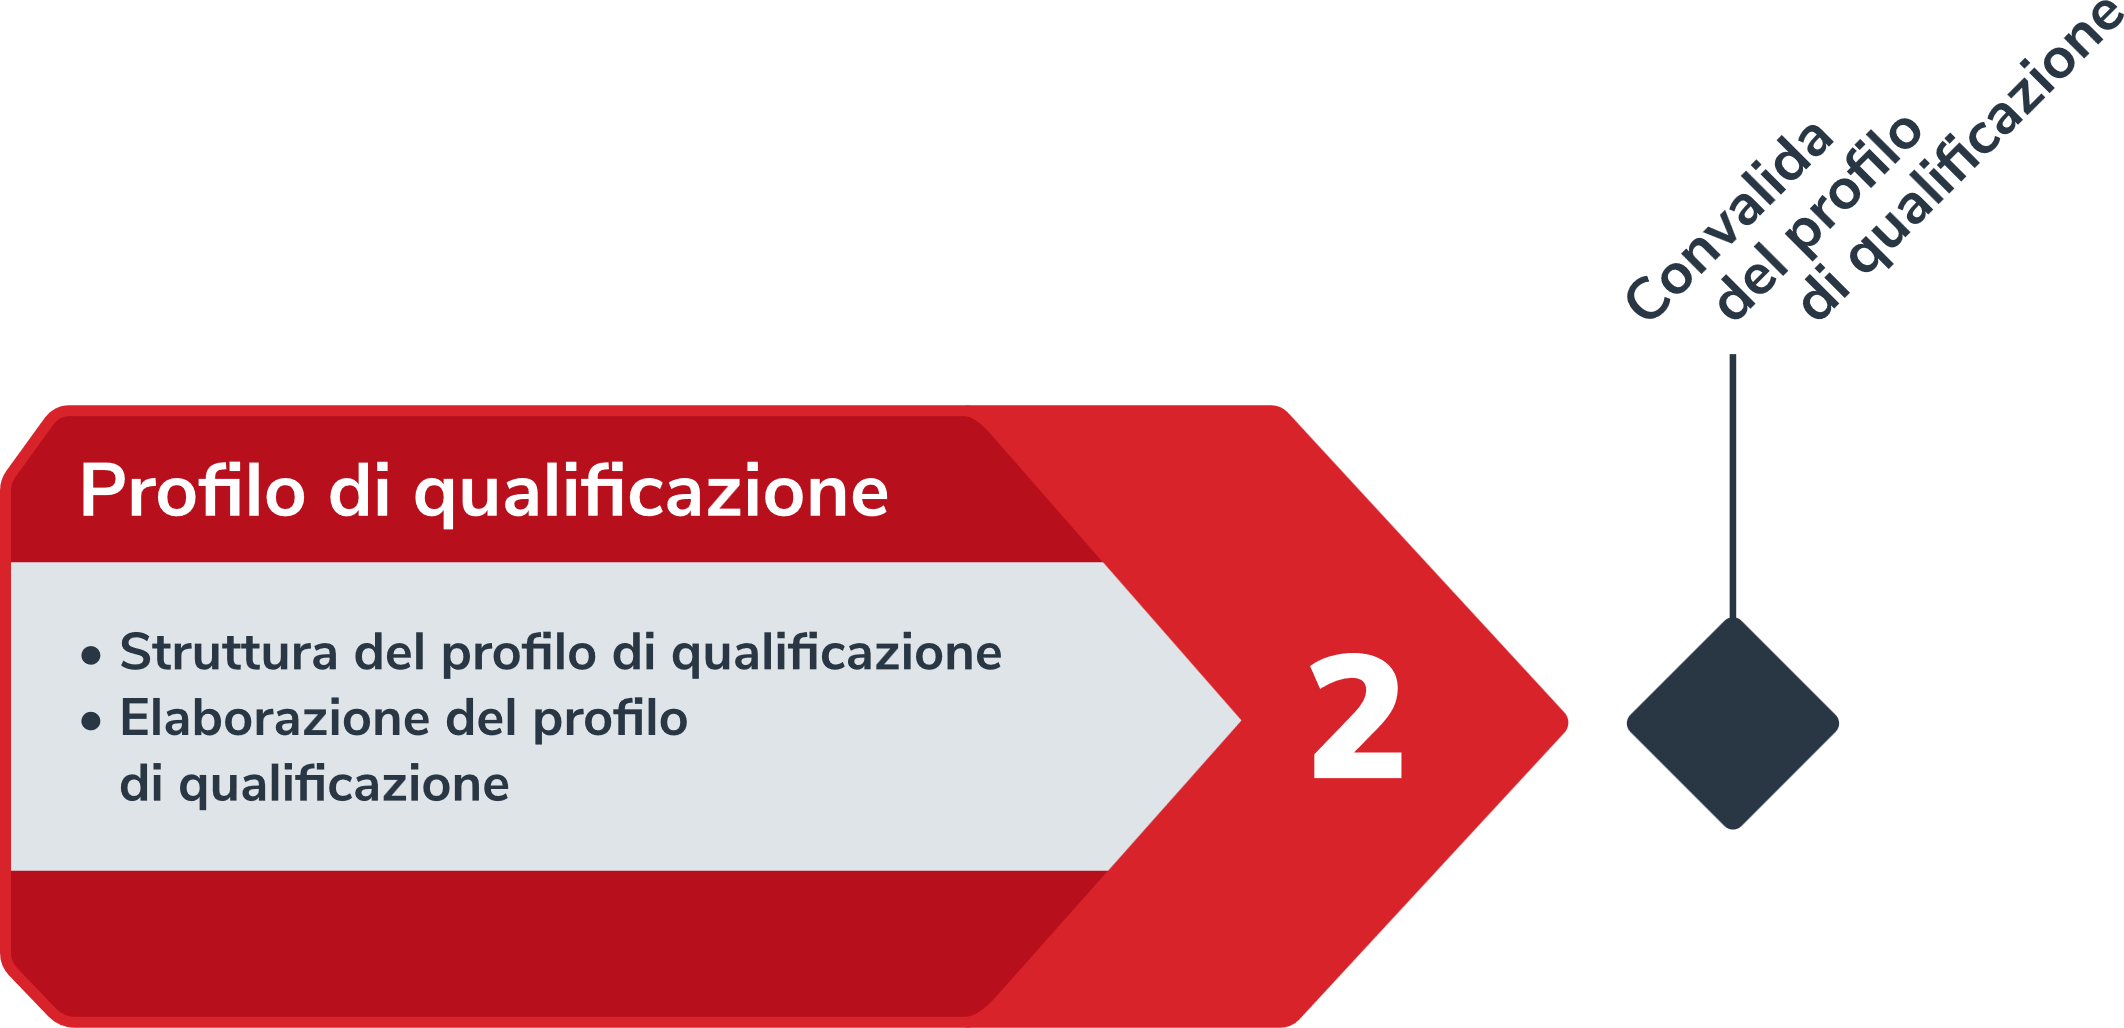 Convalida
del profilo
di qualificazione
Profilo di qualificazione
• Struttura del profilo di qualificazione
• Elaborazione del profilo
di qualificazione
2